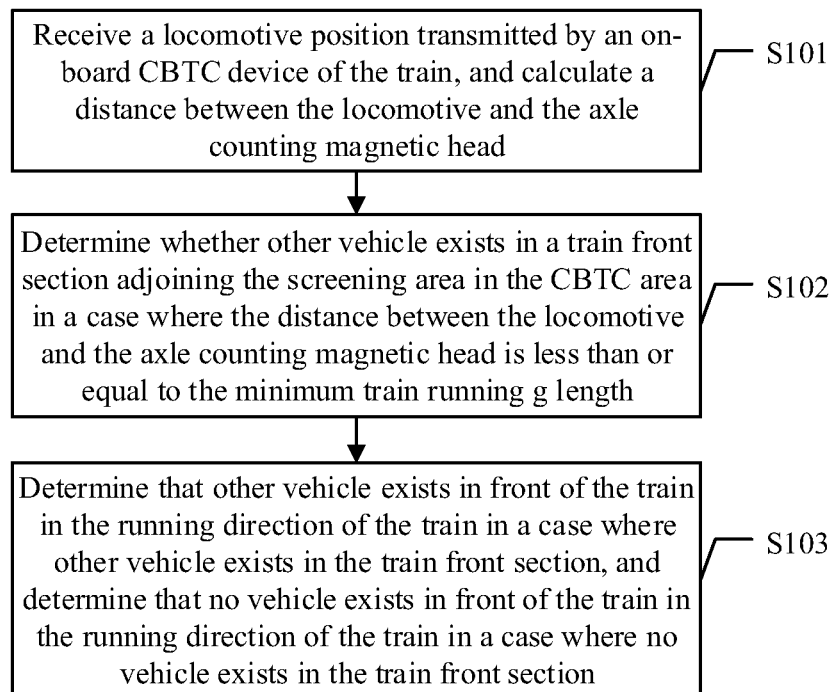 Receive a locomotive position transmitted by an on-
board CBTC device of the train, and calculate a
distance between the locomotive and the axle
counting magnetic head
S101
Determine whether other vehicle exists in a train front
section adjoining the screening area in the CBTC area
in a case where the distance between the locomotive
and the axle counting magnetic head is less than or
equal to the minimum train running g length
S102
Determine that other vehicle exists in front of the train
in the running direction of the train in a case where
other vehicle exists in the train front section, and
determine that no vehicle exists in front of the train in
the running direction of the train in a case where no
vehicle exists in the train front section
S103